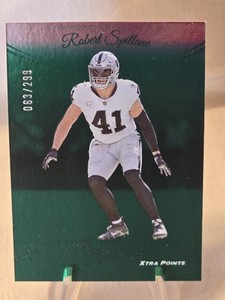 Robert Spillane
063/299
41
XTRA POINTS